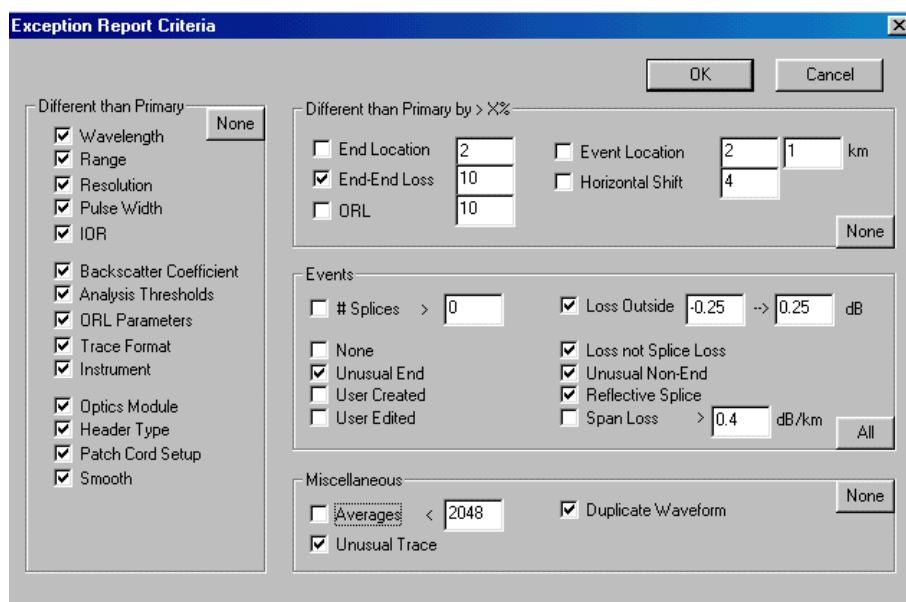 Exception Report Criteria
OK Cancel
Different than Primary
None
Wavelength
Range
Resolution
Pulse Width
IOR
Backscatter Coefficient
Analysis Thresholds
ORL Parameters
Trace Format
Instrument
Optics Module
Header Type
Patch Cord Setup
Smooth
Different than Primary by > X%
End Location 2 Event Location 2 1 km
End-End Loss 10 Horizontal Shift 4
ORL 10
None
Events
# Splices > 0 Loss Outside -0.25 --> 0.25 dB
None Loss not Splice Loss
Unusual End Unusual Non-End
User Created Reflective Splice
User Edited Span Loss > 0.4 dB/km
All
Miscellaneous
None
Averages < 2048 Duplicate Waveform
Unusual Trace